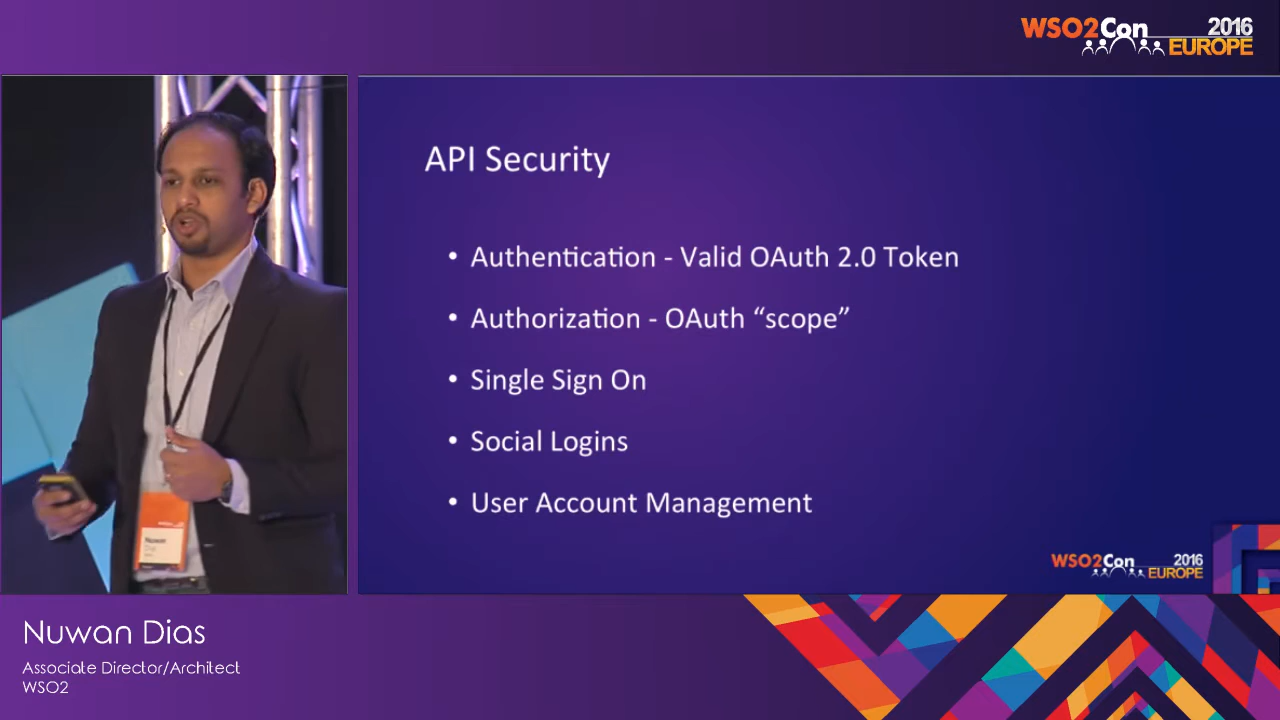 WSO2Con 2016
EUROPE
API Security
• Authentication - Valid OAuth 2.0 Token
• Authorization - OAuth “scope”
• Single Sign On
• Social Logins
• User Account Management
WSO2Con 2016
EUROPE
Nuwan
Nuwan Dias
Associate Director/Architect
WSO2